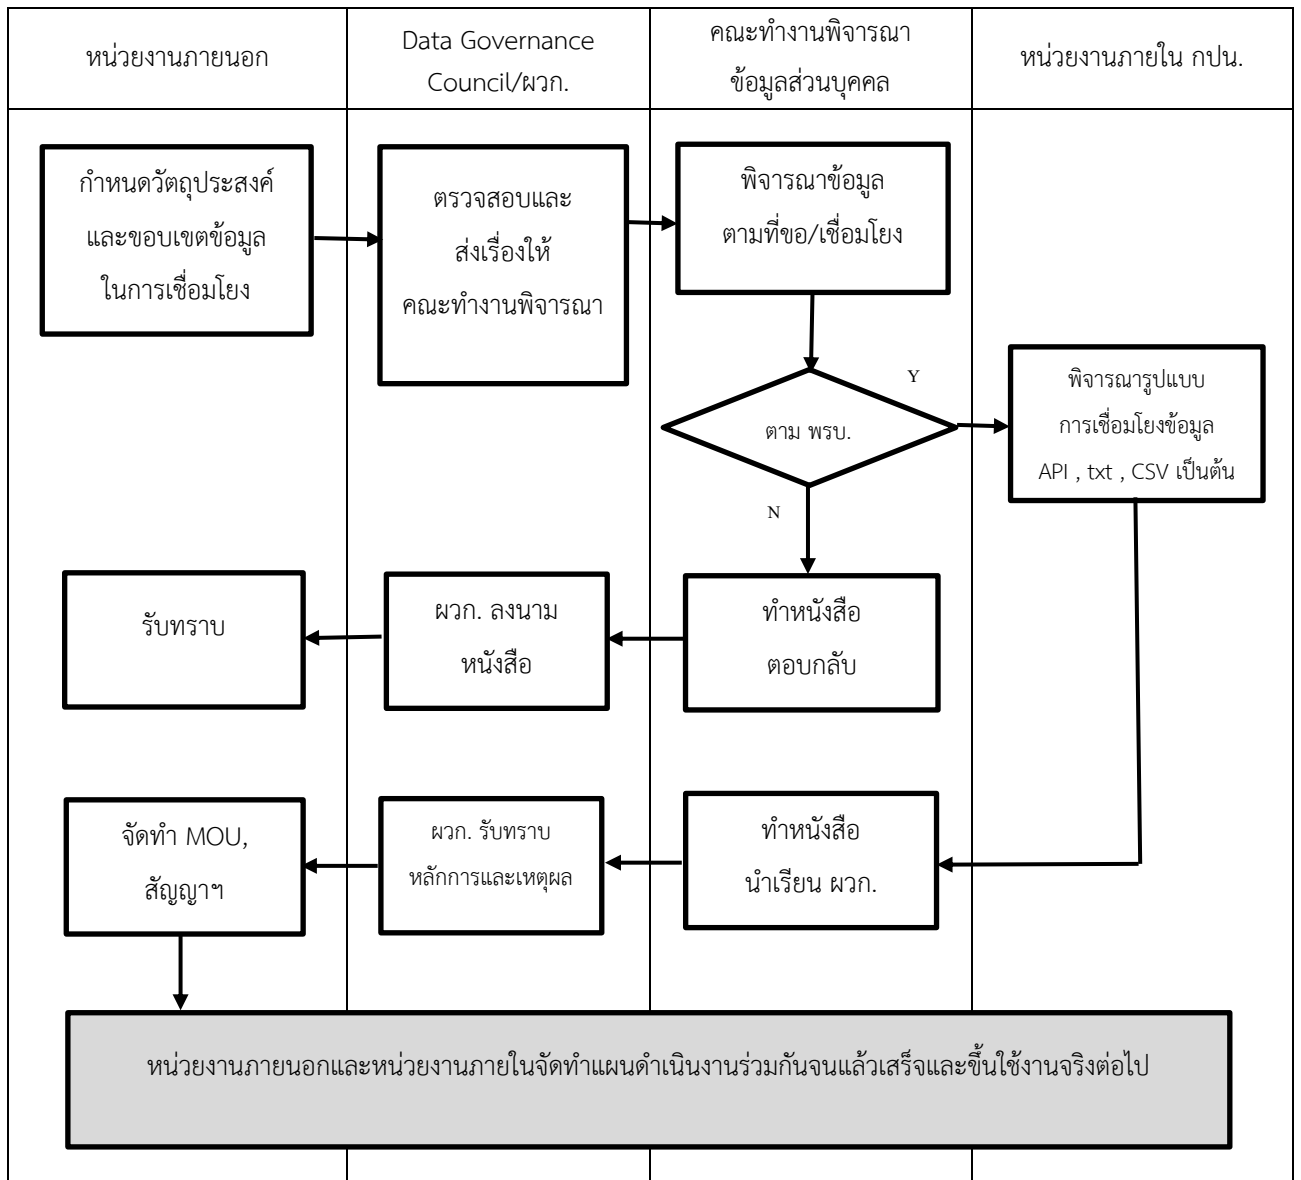 หน่วยงานภายนอก
Data Governance
Council/ผวก.
คณะทำงานพิจารณา
ข้อมูลส่วนบุคคล
หน่วยงานภายใน กปน.
กำหนดวัตถุประสงค์
และขอบเขตข้อมูล
ในการเชื่อมโยง
ตรวจสอบและ
ส่งเรื่องให้
คณะทำงานพิจารณา
พิจารณาข้อมูล
ตามที่ขอ/เชื่อมโยง
ตาม พรบ.
Y
พิจารณารูปแบบ
การเชื่อมโยงข้อมูล
API , txt , CSV เป็นต้น
N
รับทราบ
ผวก. ลงนาม
หนังสือ
ทำหนังสือ
ตอบกลับ
จัดทำ MOU,
สัญญาฯ
ผวก. รับทราบ
หลักการและเหตุผล
ทำหนังสือ
นำเรียน ผวก.
หน่วยงานภายนอกและหน่วยงานภายในจัดทำแผนดำเนินงานร่วมกันจนแล้วเสร็จและขึ้นใช้งานจริงต่อไป